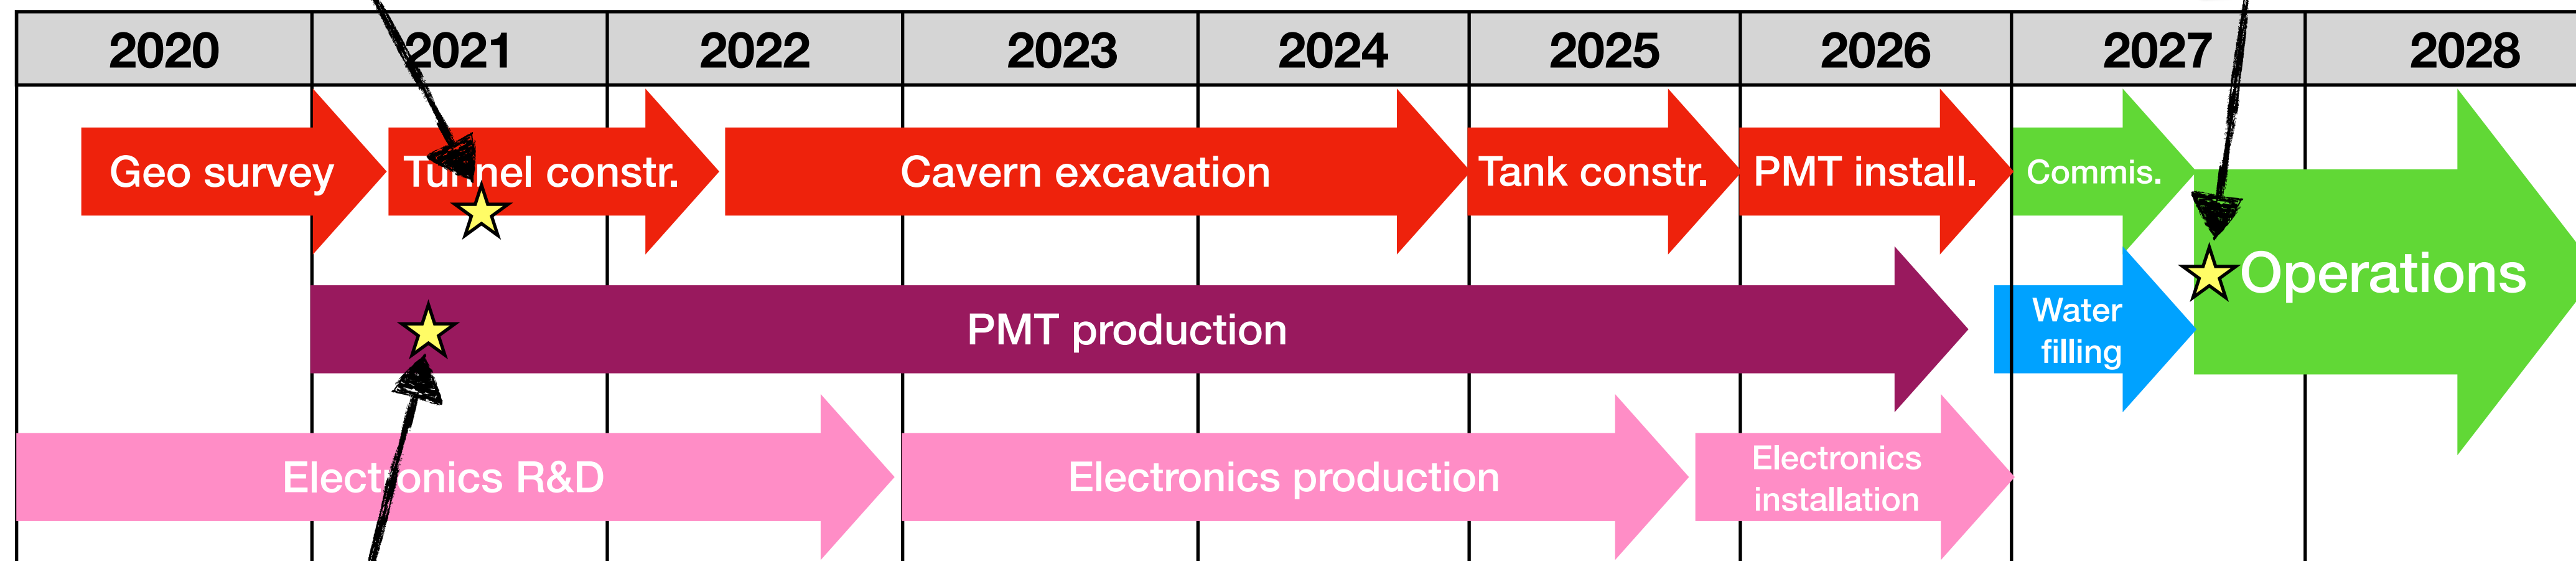 2020 2021 2022 2023 2024 2025 2026 2027 2028
Geo survey Tunnel constr. Cavern excavation Tank constr. PMT install. Commis.
Operations
PMT production
Water
filling
Electronics R&D Electronics production
Electronics
installation